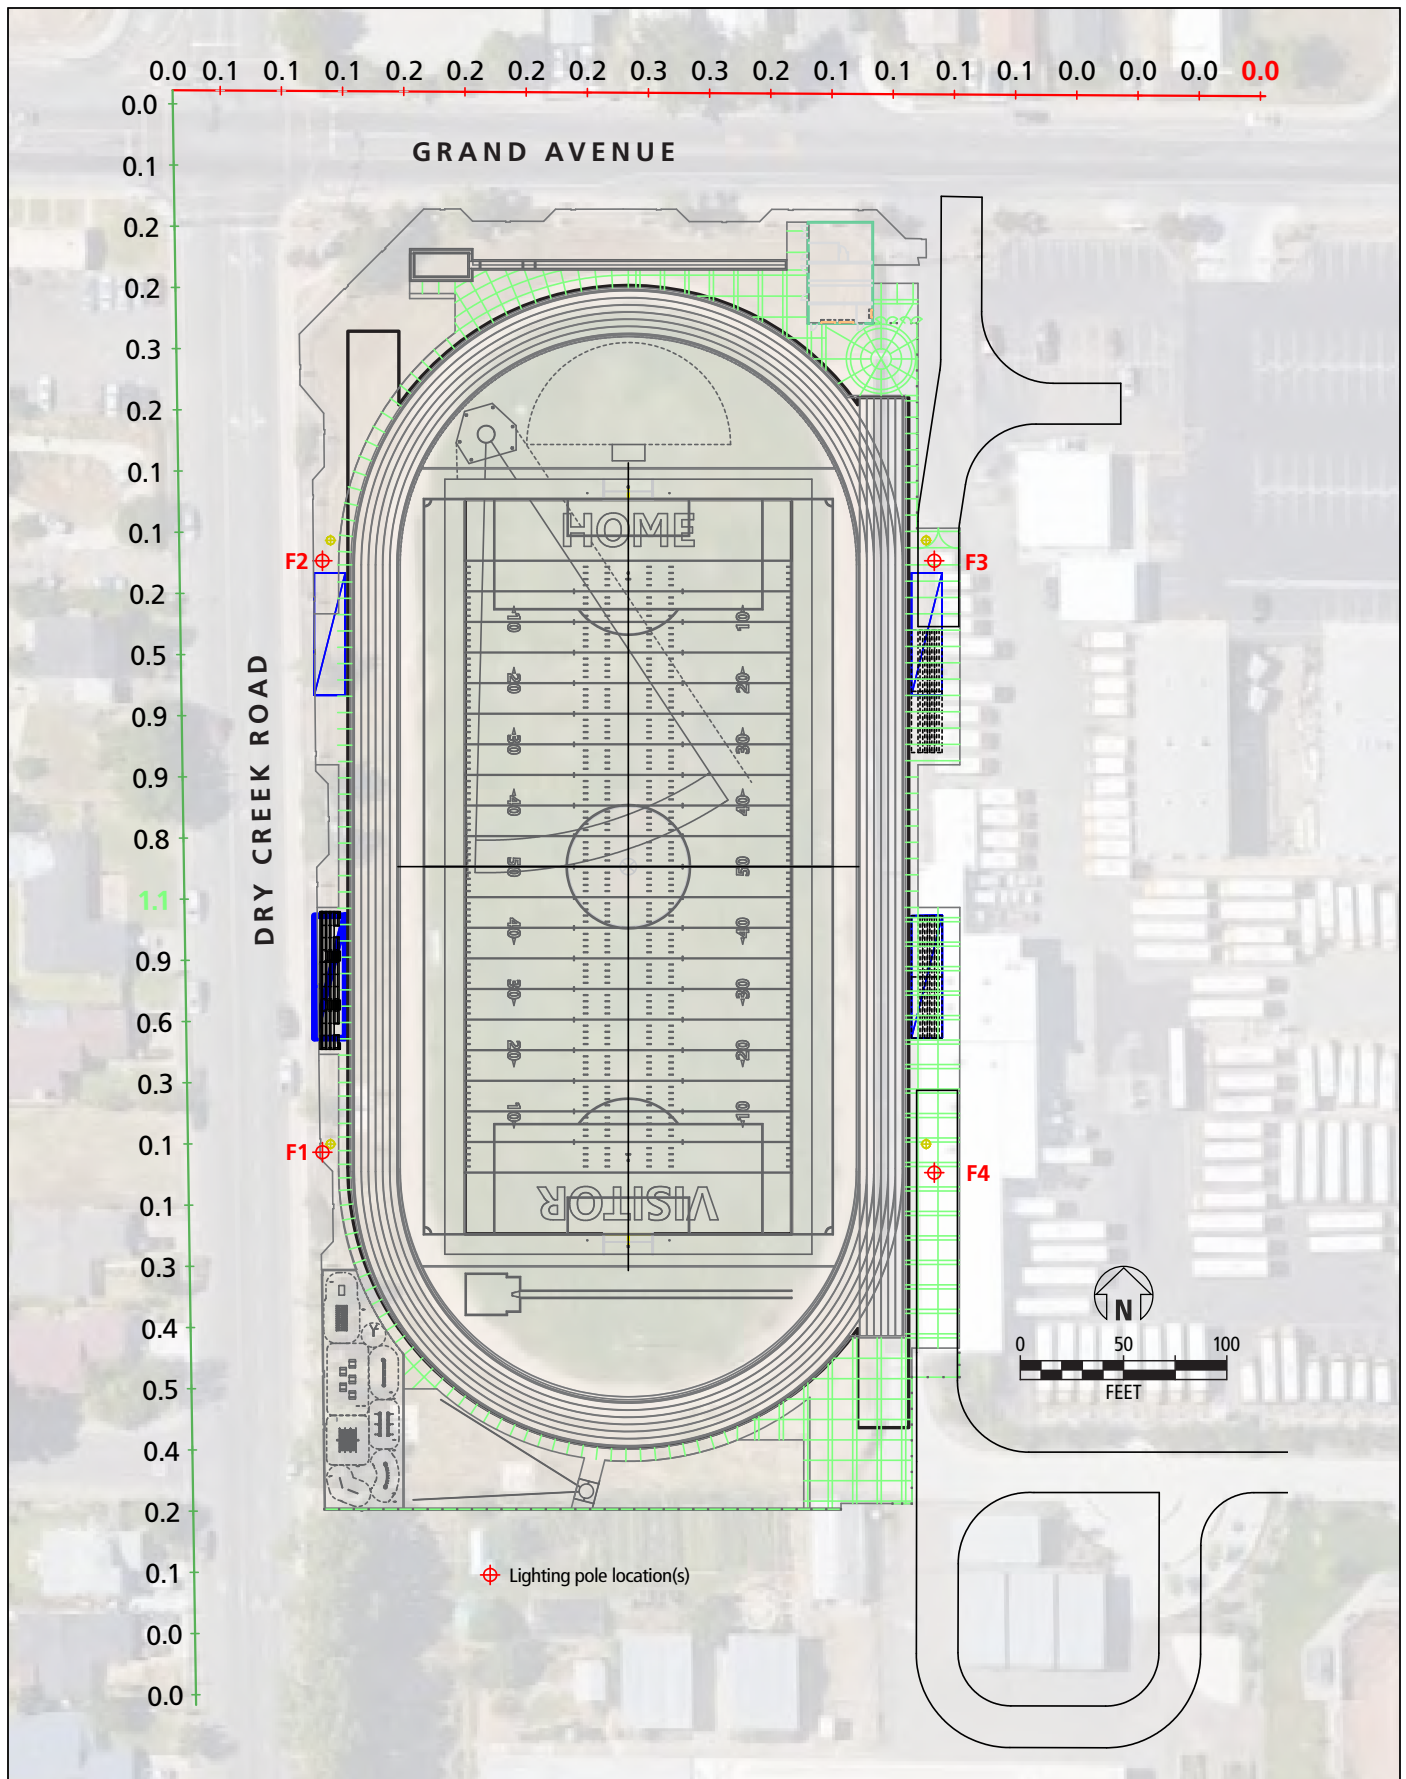 0.0 0.1 0.1 0.1 0.2 0.2 0.2 0.2 0.3 0.3 0.2 0.1 0.1 0.1 0.1 0.0 0.0 0.0 0.0
0.0
GRAND AVENUE
0.1
0.2
0.2
0.3
0.2
0.1
0.1
HOME
F2
F3
0.2
10 10
0.5
20 20
0.9
30 30
DRY CREEK ROAD
0.9
40 40
0.8
50 50
1.1
40 40
0.9
30 30
0.6
20 20
0.3
10 10
0.1
F1
F4
0.1
VISITOR
0.3
N
0.4
0 50 100
FEET
0.5
0.4
0.2
0.1
Lighting pole location(s)
0.0
0.0